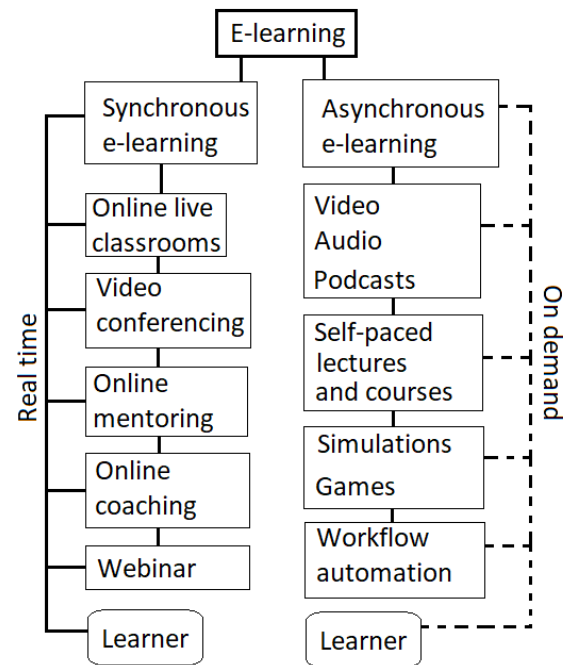 E-learning
Synchronous
e-learning
Online live
classrooms
Video
conferencing
Online
mentoring
Online
coaching
Webinar
Learner
Real time
Asynchronous
e-learning
Video
Audio
Podcasts
Self-paced
lectures
and courses
Simulations
Games
Workflow
automation
Learner
On demand